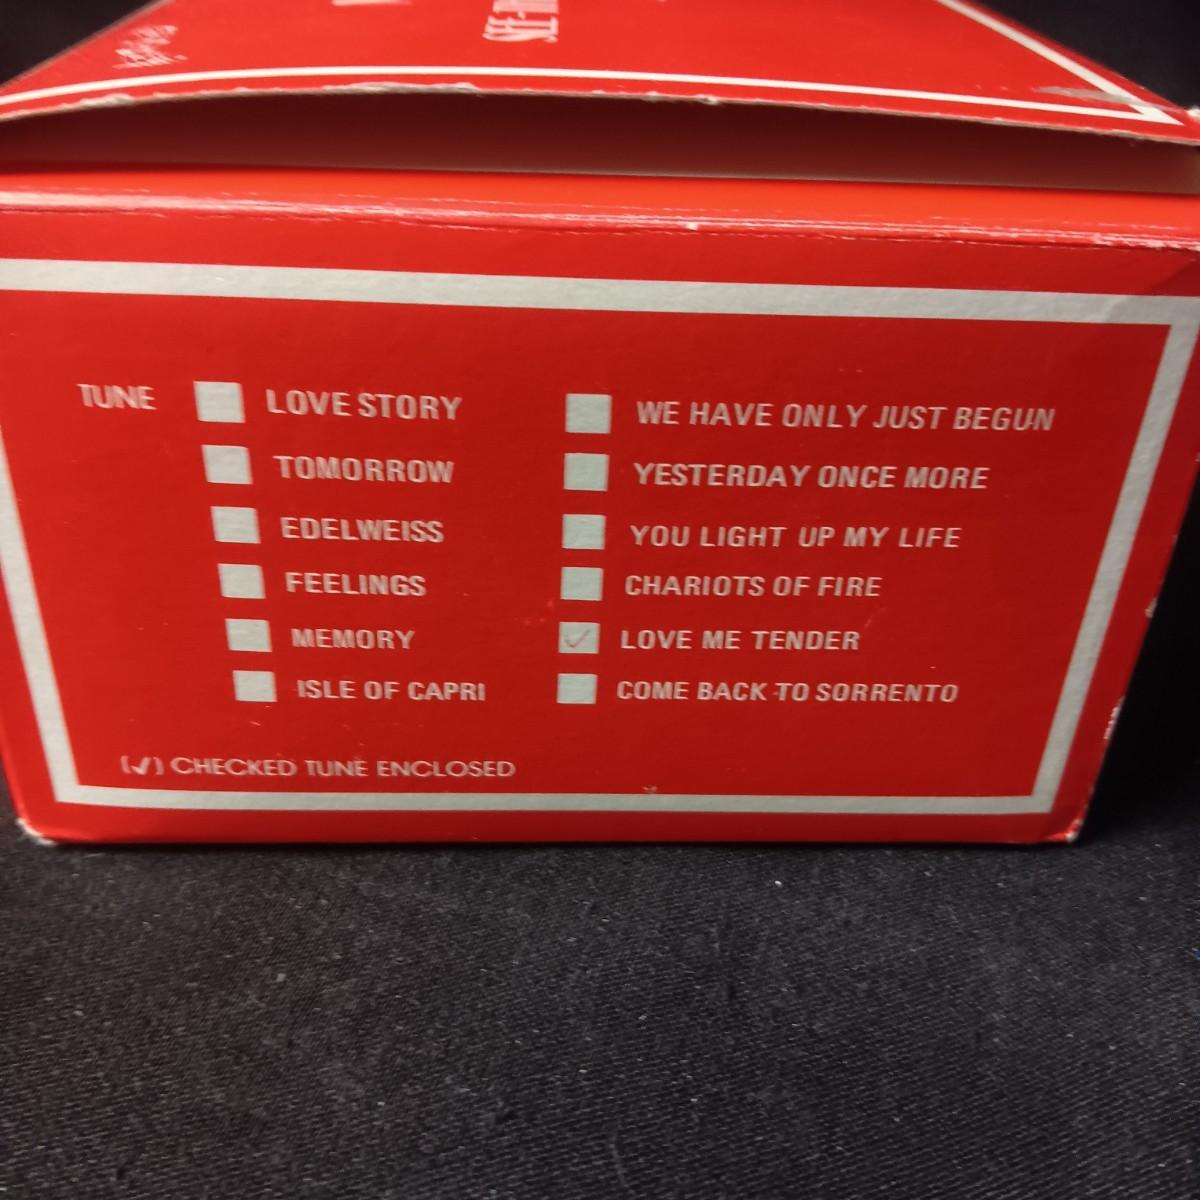 TUNE
LOVE STORY
TOMORROW
EDELWEISS
FEELINGS
MEMORY
ISLE OF CAPRI
WE HAVE ONLY JUST BEGUN
YESTERDAY ONCE MORE
YOU LIGHT UP MY LIFE
CHARIOTS OF FIRE
✓ LOVE ME TENDER
COME BACK TO SORRENTO
(✓) CHECKED TUNE ENCLOSED